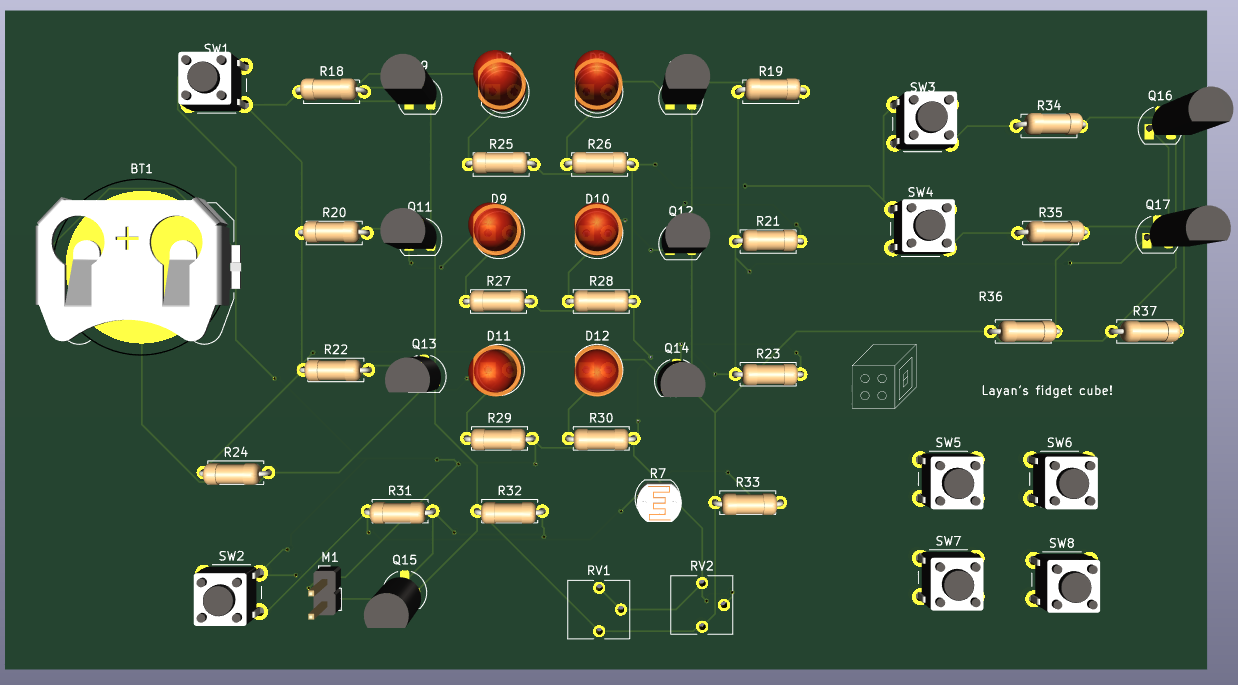 SW1
R18
R19
SW3
R34
Q16
R25
R26
BT1
R20
Q11
D9
D10
Q12
R21
SW4
R35
Q17
R27
R28
R36
R37
R22
Q13
D11
D12
Q14
R23
Layan's fidget cube!
R29
R30
R24
R7
R33
SW5
SW6
R31
R32
SW2
M1
Q15
RV1
RV2
SW7
SW8